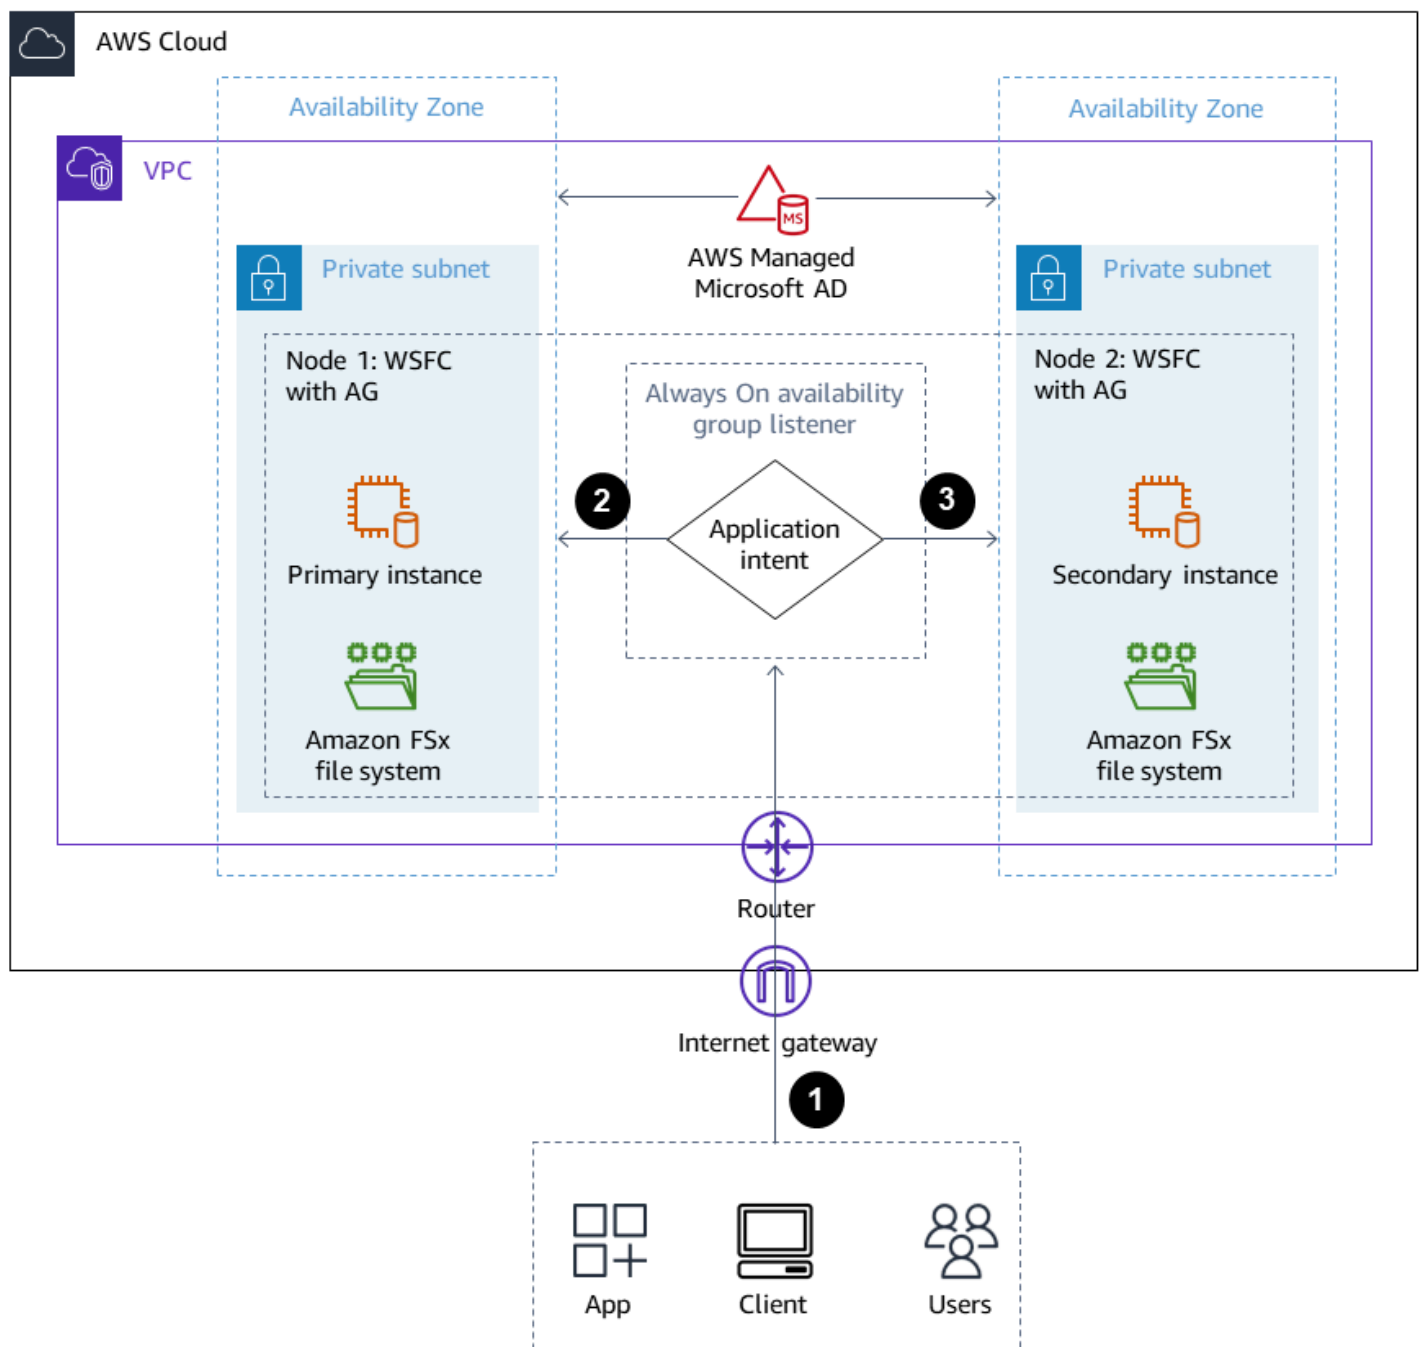 AWS Cloud
Availability Zone
Availability Zone
VPC
MS
AWS Managed
Microsoft AD
Private subnet
Private subnet
Node 1: WSFC
with AG
Node 2: WSFC
with AG
Always On availability
group listener
2
3
Application
intent
Primary instance
Secondary instance
Amazon FSx
file system
Amazon FSx
file system
Router
Internet gateway
1
App
Client
Users